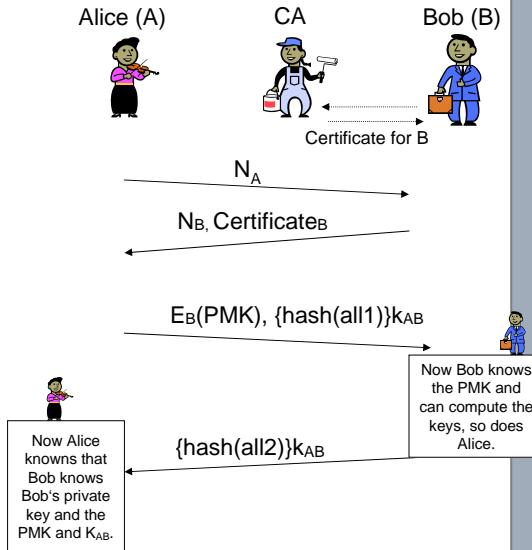 Alice (A)
CA
Bob (B)
Certificate for B
NA
NB, CertificateB
EB(PMK), {hash(all1)}kAB
Now Bob knows
the PMK and
can compute the
keys, so does
Alice.
{hash(all2)}kAB
Now Alice
knowns that
Bob knows
Bob‘s private
key and the
PMK and KAB.